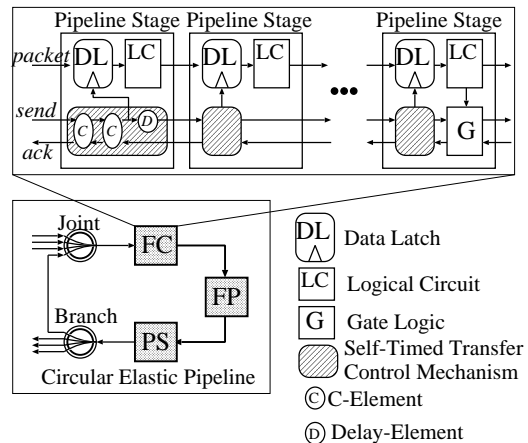 Pipeline Stage Pipeline Stage Pipeline Stage
packet DL LC DL LC DL LC
send C C D G
ack
Joint
FC
FP
Branch PS
Circular Elastic Pipeline
DL Data Latch
LC Logical Circuit
G Gate Logic
Self-Timed Transfer
Control Mechanism
C C-Element
D Delay-Element